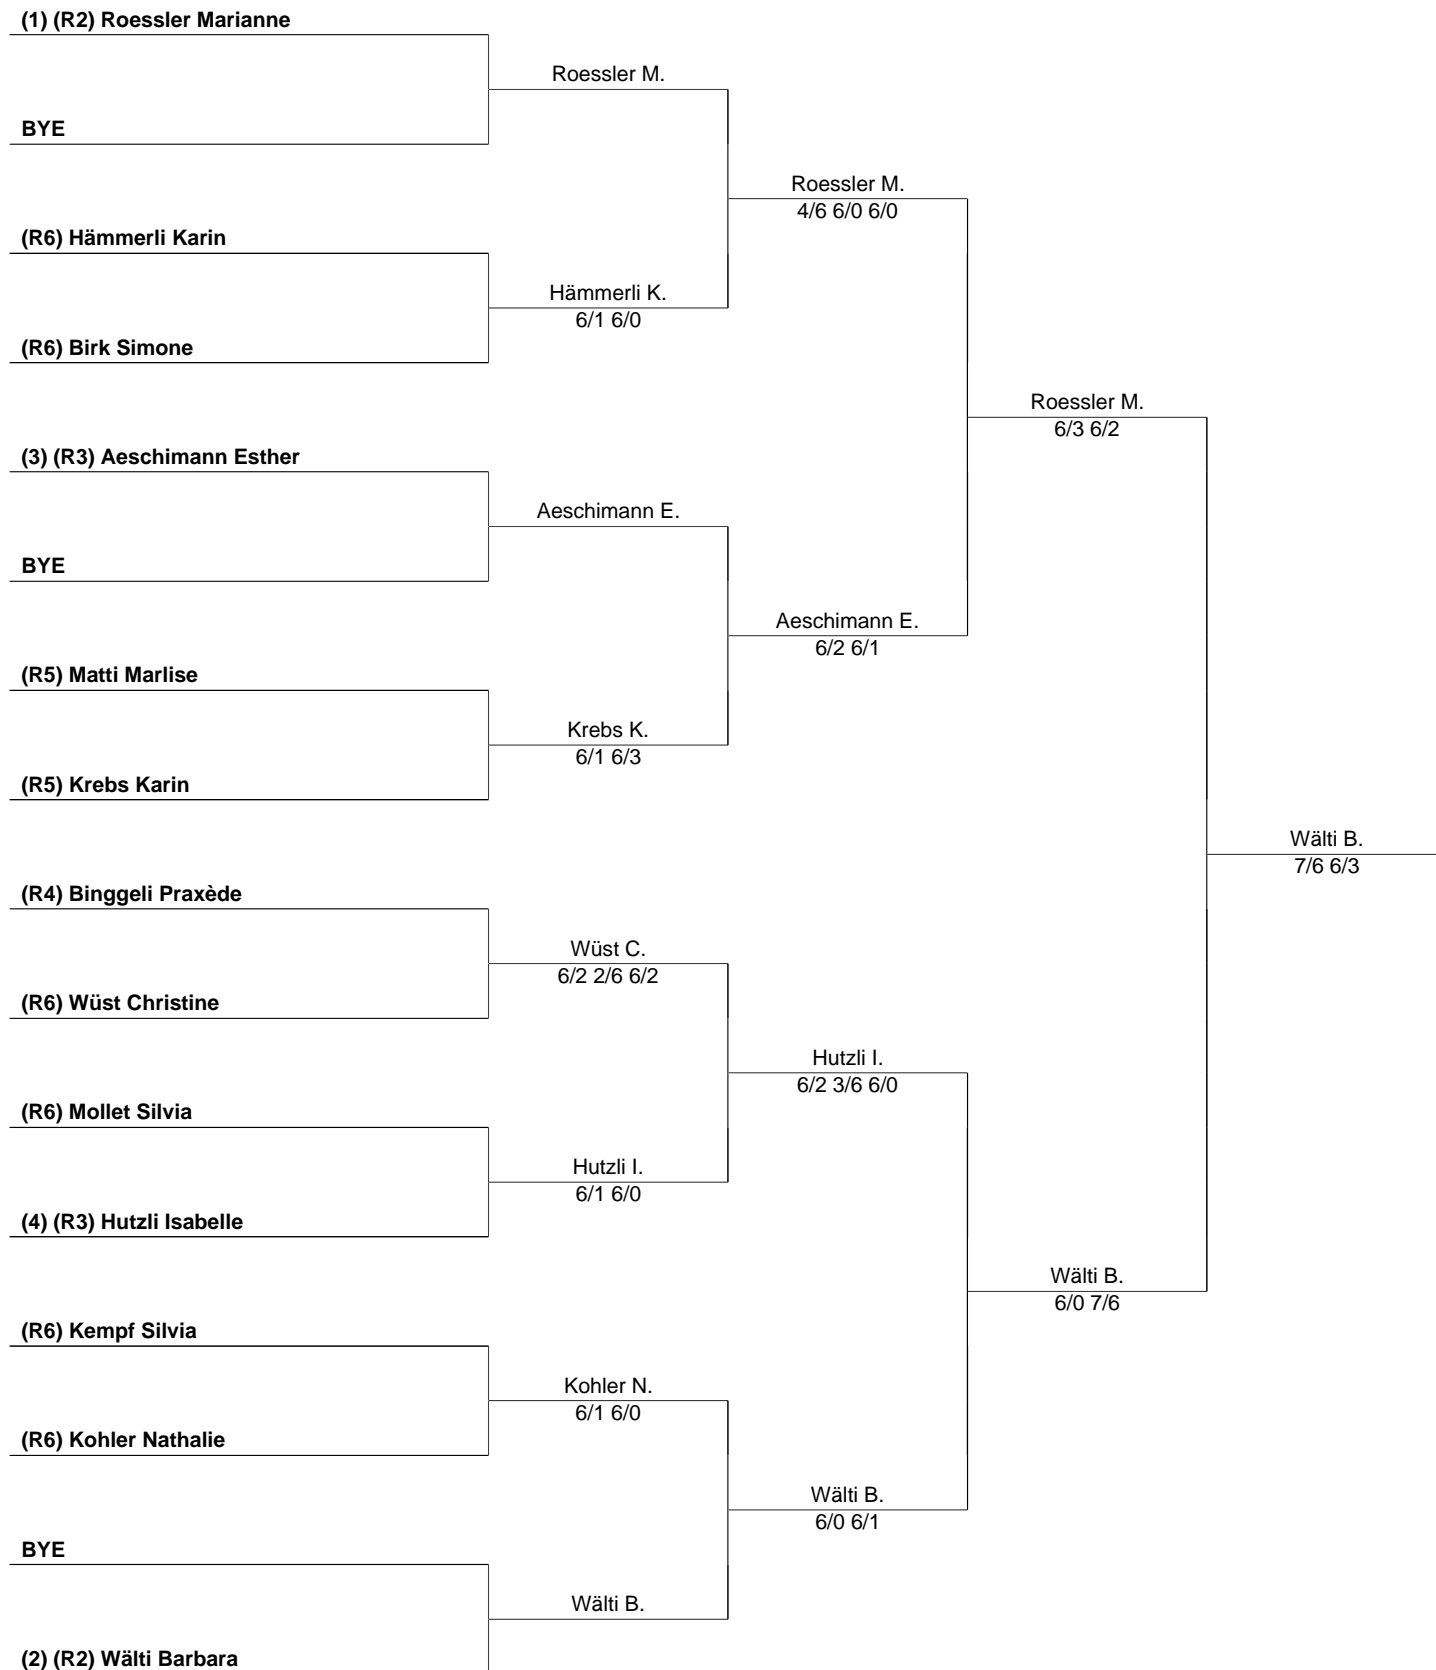 (1) (R2) Roessler Marianne
Roessler M.
BYE
Roessler M.
4/6 6/0 6/0
(R6) Hämmerli Karin
Hämmerli K.
6/1 6/0
(R6) Birk Simone
Roessler M.
6/3 6/2
(3) (R3) Aeschimann Esther
Aeschimann E.
BYE
Aeschimann E.
6/2 6/1
(R5) Matti Marlise
Krebs K.
6/1 6/3
(R5) Krebs Karin
Wälti B.
7/6 6/3
(R4) Binggeli Praxède
Wüst C.
6/2 2/6 6/2
(R6) Wüst Christine
Hutzli I.
6/2 3/6 6/0
(R6) Mollet Silvia
Hutzli I.
6/1 6/0
(4) (R3) Hutzli Isabelle
Wälti B.
6/0 7/6
(R6) Kempf Silvia
Kohler N.
6/1 6/0
(R6) Kohler Nathalie
Wälti B.
6/0 6/1
BYE
Wälti B.
(2) (R2) Wälti Barbara